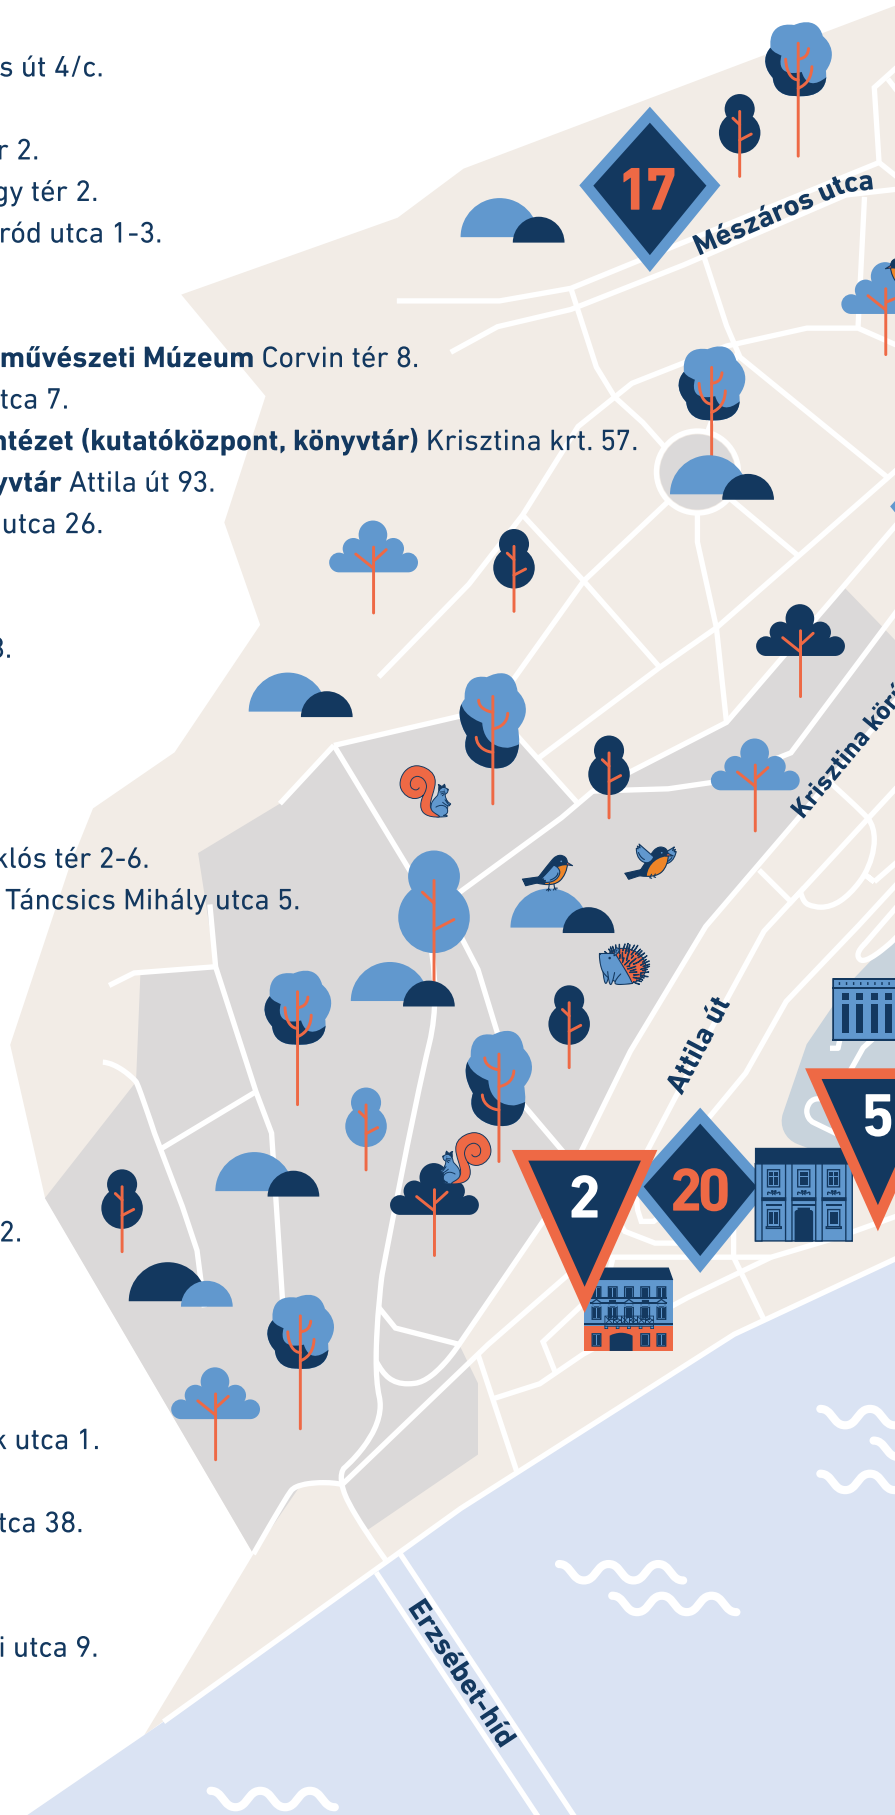 s út 4/c.
r 2.
gy tér 2.
ród utca 1-3.
17
Mészáros utca
művészeti Múzeum Corvin tér 8.
tca 7.
ntézet (kutatóközpont, könyvtár) Krisztina krt. 57.
yvtár Attila út 93.
utca 26.
3.
Krisztina körú
klós tér 2-6.
Táncsics Mihály utca 5.
Attila út
5
2
20
2.
k utca 1.
tca 38.
i utca 9.
Erzsébet-híd